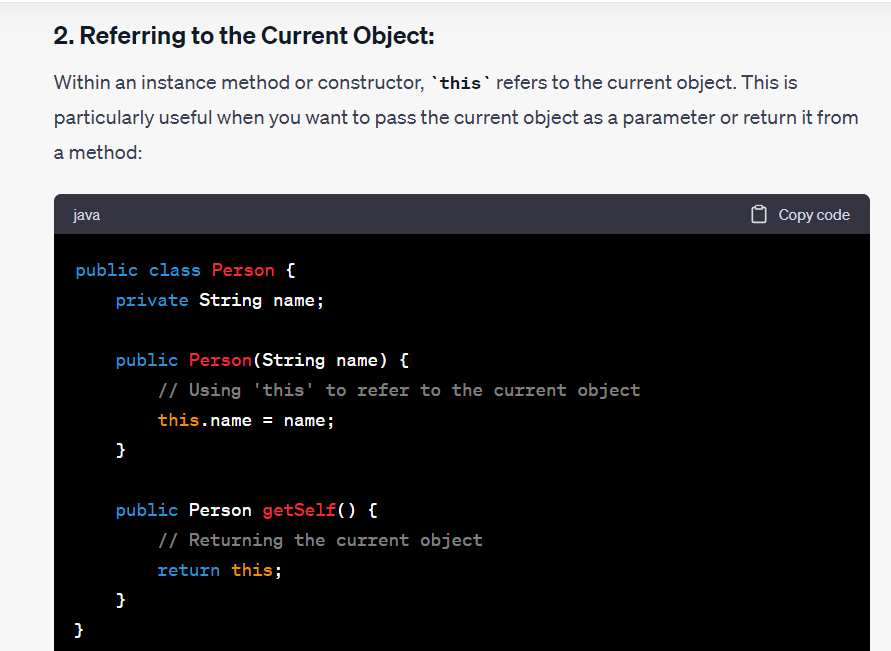 2. Referring to the Current Object:
Within an instance method or constructor, `this` refers to the current object. This is
particularly useful when you want to pass the current object as a parameter or return it from
a method:
java
Copy code
public class Person {
    private String name;
    public Person(String name) {
        // Using 'this' to refer to the current object
        this.name = name;
    }
    public Person getSelf() {
        // Returning the current object
        return this;
    }
}